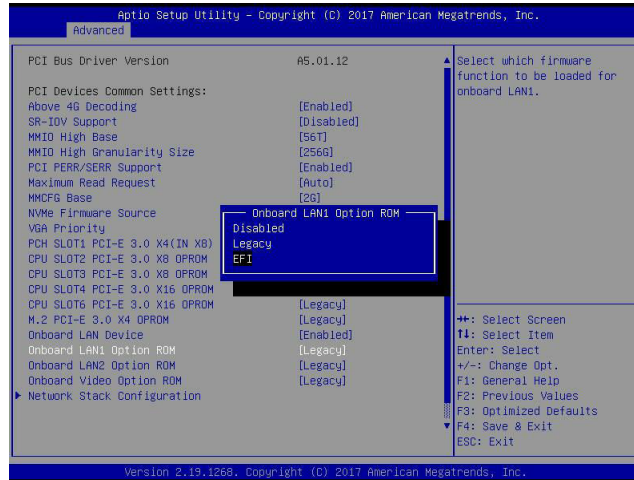 Aptio Setup Utility – Copyright (C) 2017 American Megatrends, Inc.
Advanced
PCI Bus Driver Version A5.01.12
PCI Devices Common Settings:
Above 4G Decoding [Enabled]
SR-IOV Support [Disabled]
MMIO High Base [56T]
MMIO High Granularity Size [256G]
PCI PERR/SERR Support [Enabled]
Maximum Read Request [Auto]
MMCFG Base [2G]
NVMe Firmware Source
VGA Priority
PCH SLOT1 PCI-E 3.0 X4(IN X8)
CPU SLOT2 PCI-E 3.0 X8 OPROM
CPU SLOT3 PCI-E 3.0 X8 OPROM
CPU SLOT4 PCI-E 3.0 X16 OPROM
CPU SLOT6 PCI-E 3.0 X16 OPROM [Legacy]
M.2 PCI-E 3.0 X4 OPROM [Legacy]
Onboard LAN Device [Enabled]
Onboard LAN1 Option ROM [Legacy]
Onboard LAN2 Option ROM [Legacy]
Onboard Video Option ROM [Legacy]
Network Stack Configuration
Onboard LAN1 Option ROM
Disabled
Legacy
EFI
Select which firmware
function to be loaded for
onboard LAN1.
→←: Select Screen
↑↓: Select Item
Enter: Select
+/-: Change Opt.
F1: General Help
F2: Previous Values
F3: Optimized Defaults
F4: Save & Exit
ESC: Exit
Version 2.19.1268. Copyright (C) 2017 American Megatrends, Inc.